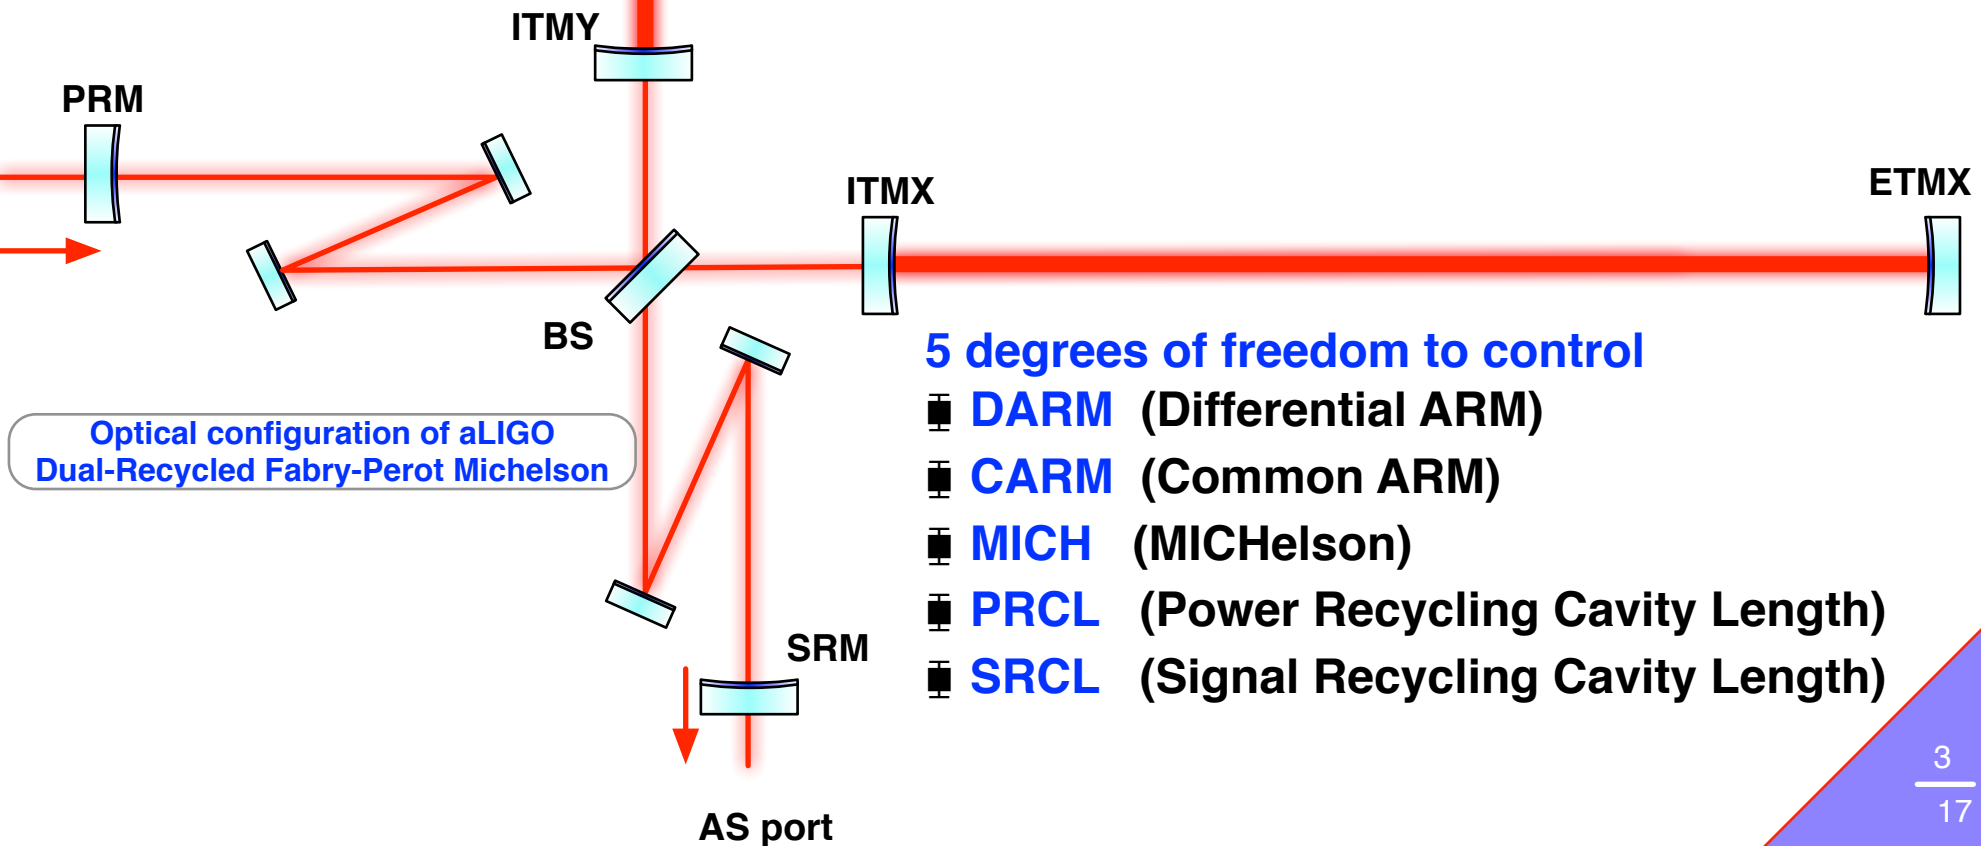 ITMY
PRM
ITMX
ETMX
BS
5 degrees of freedom to control
DARM (Differential ARM)
CARM (Common ARM)
MICH (MICHelson)
PRCL (Power Recycling Cavity Length)
SRCL (Signal Recycling Cavity Length)
Optical configuration of aLIGO
Dual-Recycled Fabry-Perot Michelson
SRM
AS port
3
17